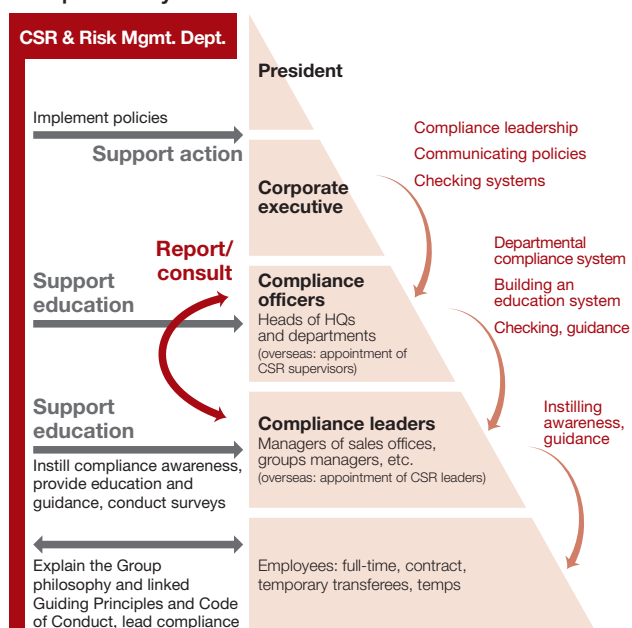 CSR & Risk Mgmt. Dept.
President
Implement policies
Support action
Compliance leadership
Communicating policies
Checking systems
Corporate
executive
Report/
consult
Departmental
compliance system
Building an
education system
Checking, guidance
Support
education
Compliance
officers
Heads of HQs
and departments
(overseas: appointment of
CSR supervisors)
Support
education
Instill compliance awareness,
provide education and
guidance, conduct surveys
Compliance leaders
Managers of sales offices,
groups managers, etc.
(overseas: appointment of CSR leaders)
Instilling
awareness,
guidance
Explain the Group
philosophy and linked
Guiding Principles and Code
of Conduct, lead compliance
Employees: full-time, contract,
temporary transferees, temps